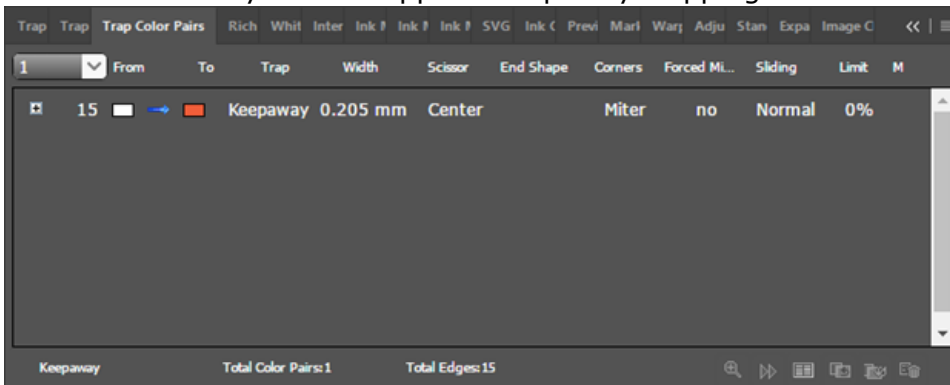 Trap Trap Trap Color Pairs Rich Whit Inter Ink Ink Ink SVG Ink Previ Mark Warp Adju Stan Expa Image C
1 From To Trap Width Scissor End Shape Corners Forced Mi... Sliding Limit M
15 Keepaway 0.205 mm Center Miter no Normal 0%
Keepaway Total Color Pairs:1 Total Edges:15